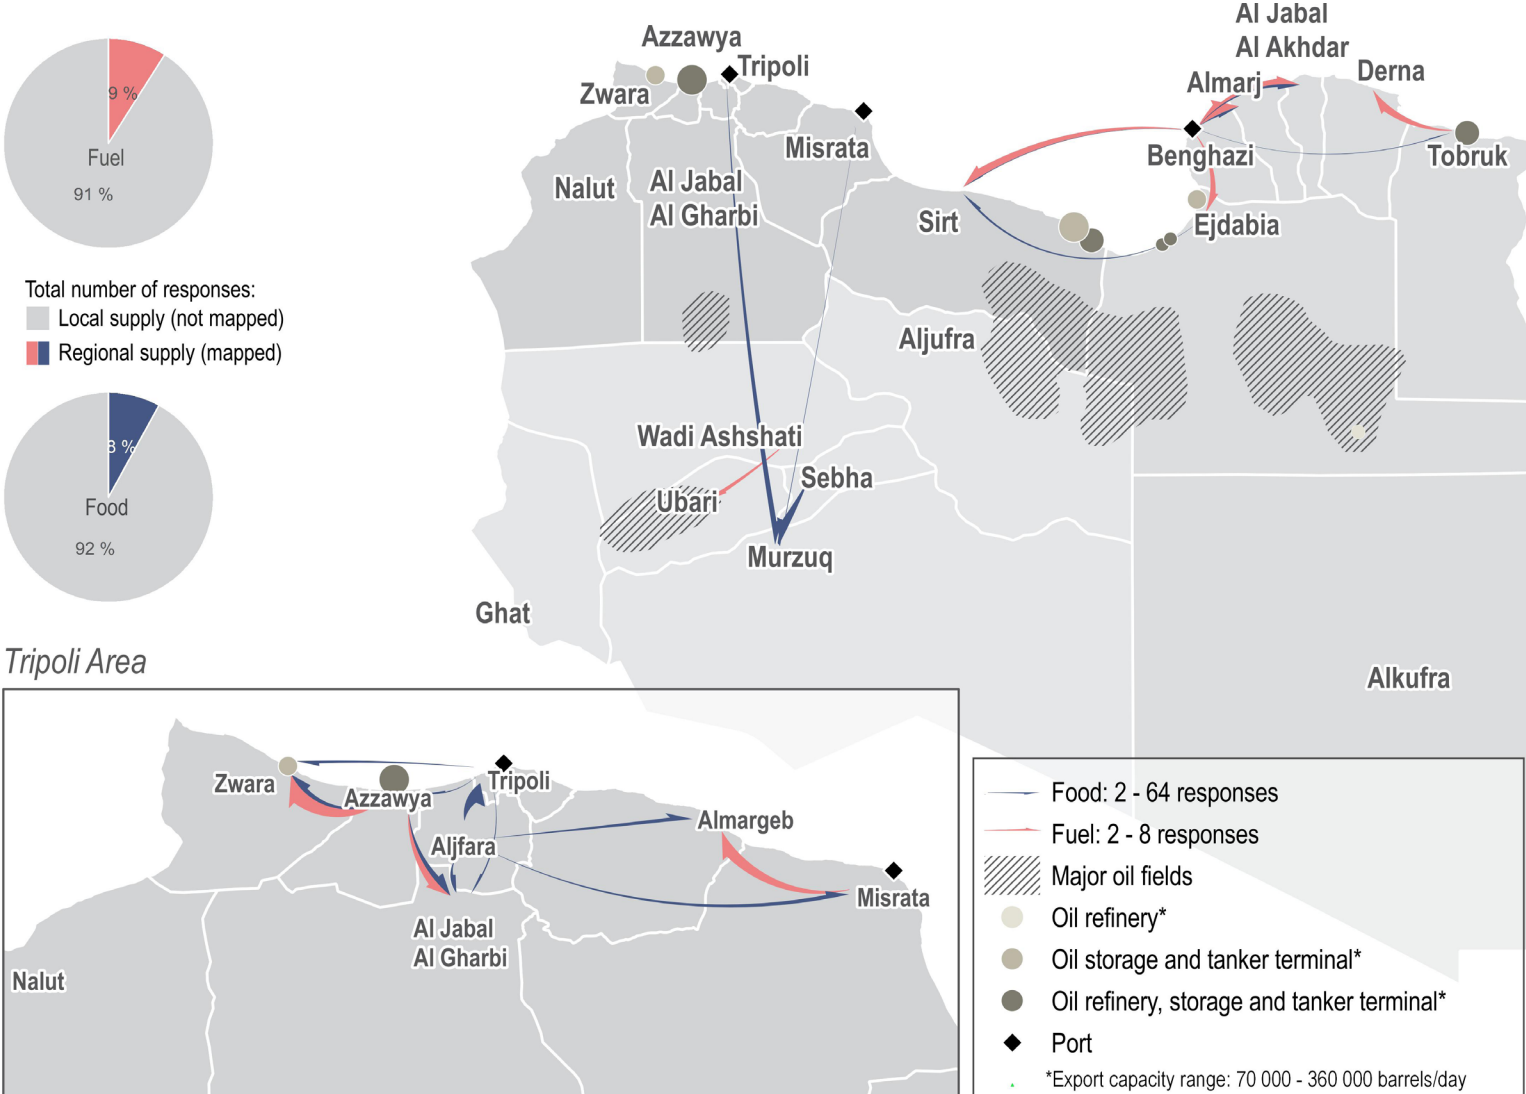 9 %
Fuel
91 %
Total number of responses:
Local supply (not mapped)
Regional supply (mapped)
8 %
Food
92 %
Azzawya
Tripoli
Zwara
Misrata
Nalut
Al Jabal
Al Gharbi
Al Jabal
Al Akhdar
Almarj
Derna
Benghazi
Tobruk
Sirt
Ejdabia
Aljufra
Wadi Ashshati
Sebha
Ubari
Murzuq
Ghat
Alkufra
Tripoli Area
Zwara
Azzawya
Tripoli
Aljfara
Almargeb
Misrata
Al Jabal
Al Gharbi
Nalut
Food: 2 - 64 responses
Fuel: 2 - 8 responses
Major oil fields
Oil refinery*
Oil storage and tanker terminal*
Oil refinery, storage and tanker terminal*
Port
*Export capacity range: 70 000 - 360 000 barrels/day